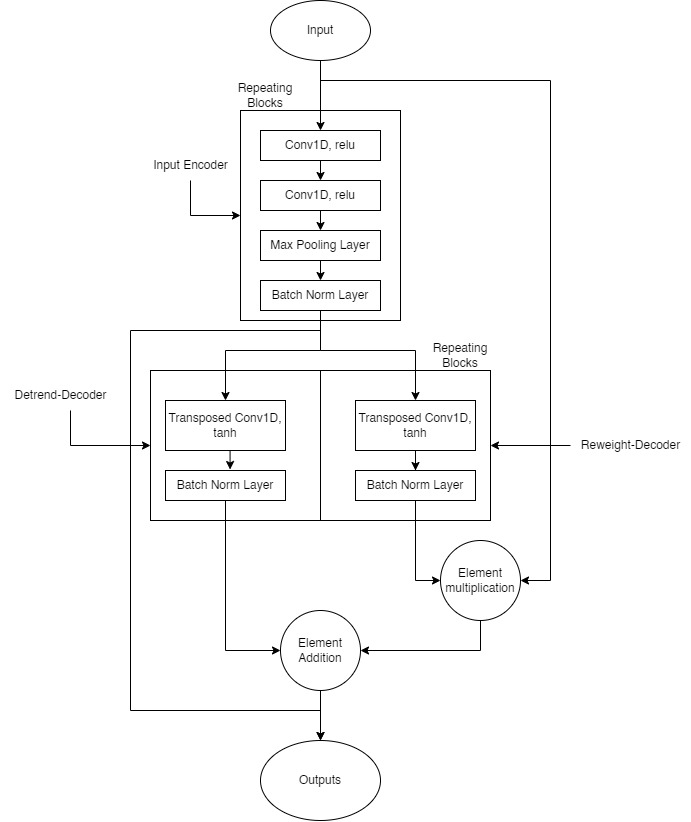 Input
Repeating
Blocks
Conv1D, relu
Input Encoder
Conv1D, relu
Max Pooling Layer
Batch Norm Layer
Repeating
Blocks
Detrend-Decoder
Transposed Conv1D,
tanh
Transposed Conv1D,
tanh
Reweight-Decoder
Batch Norm Layer
Batch Norm Layer
Element
multiplication
Element
Addition
Outputs